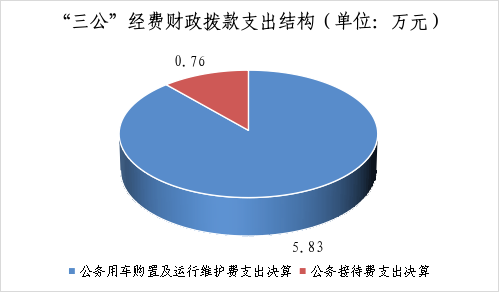 “三公”经费财政拨款支出结构（单位：万元）
0.76
5.83
公务用车购置及运行维护费支出决算 公务接待费支出决算